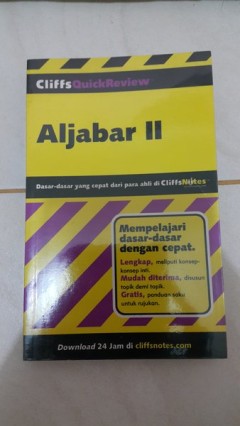 CliffsQuickReview
Aljabar II
Dasar-dasar yang cepat dari para ahli di CliffsNotes
Mempelajari
dasar-dasar
dengan cepat.
Lengkap, meliputi konsep-
konsep inti.
Mudah diterima, disusun
topik demi topik.
Gratis, panduan saku
untuk rujukan.
Download 24 Jam di cliffsnotes.com